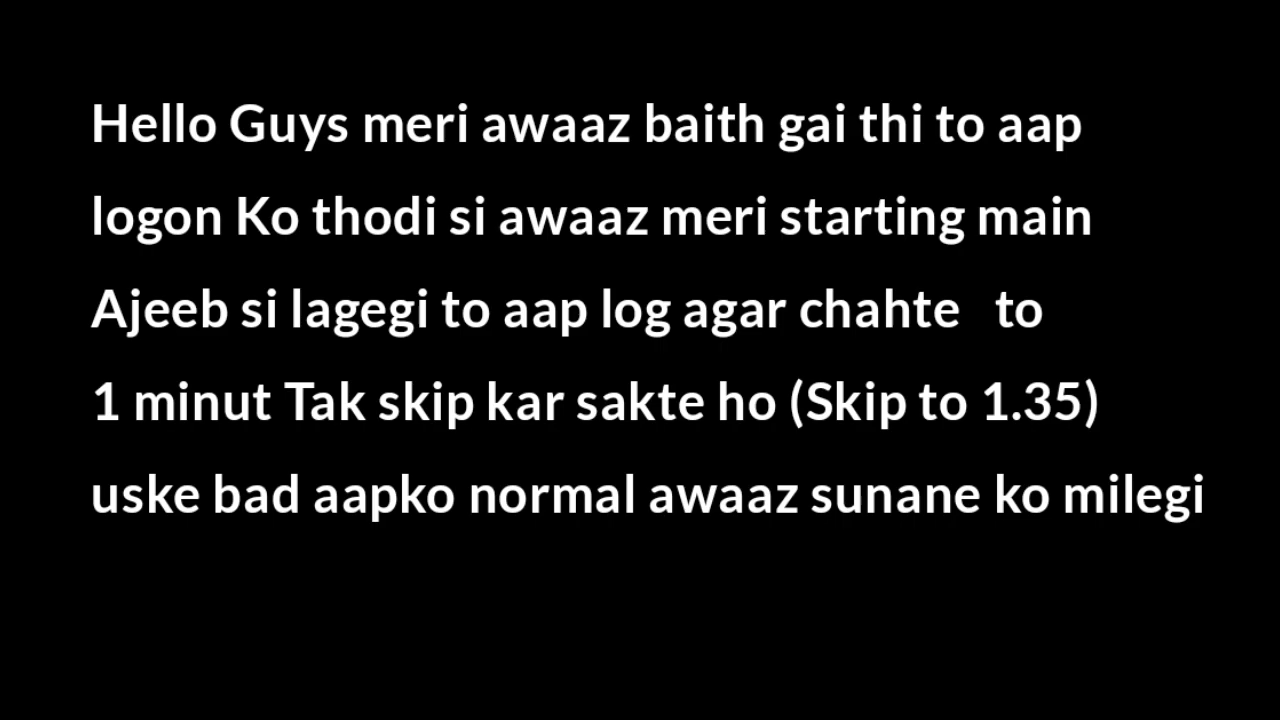 Hello Guys meri awaaz baith gai thi to aap
logon Ko thodi si awaaz meri starting main
Ajeeb si lagegi to aap log agar chahte to
1 minut Tak skip kar sakte ho (Skip to 1.35)
uske bad aapko normal awaaz sunane ko milegi